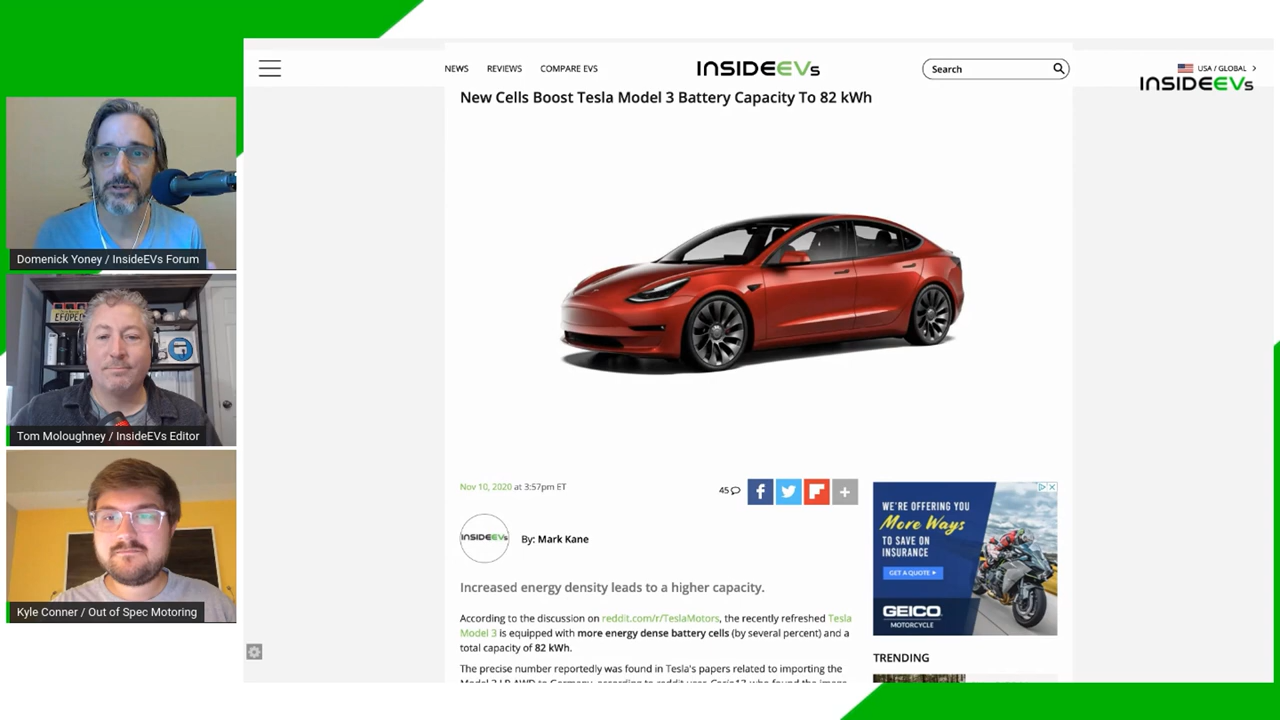 NEWS
REVIEWS
COMPARE EVS
INSIDEEVs
Search
USA / GLOBAL
INSIDEEVs
New Cells Boost Tesla Model 3 Battery Capacity To 82 kWh
Domenick Yoney / InsideEVs Forum
Tom Moloughney / InsideEVs Editor
Kyle Conner / Out of Spec Motoring
Nov 10, 2020 at 3:57pm ET
45
INSIDEEVs
By: Mark Kane
Increased energy density leads to a higher capacity.
According to the discussion on reddit.com/r/TeslaMotors, the recently refreshed Tesla
Model 3 is equipped with more energy dense battery cells (by several percent) and a
total capacity of 82 kWh.
The precise number reportedly was found in Tesla's papers related to importing the
WE'RE OFFERING YOU
More Ways
TO SAVE ON
INSURANCE
GET A QUOTE
GEICO
MOTORCYCLE
TRENDING